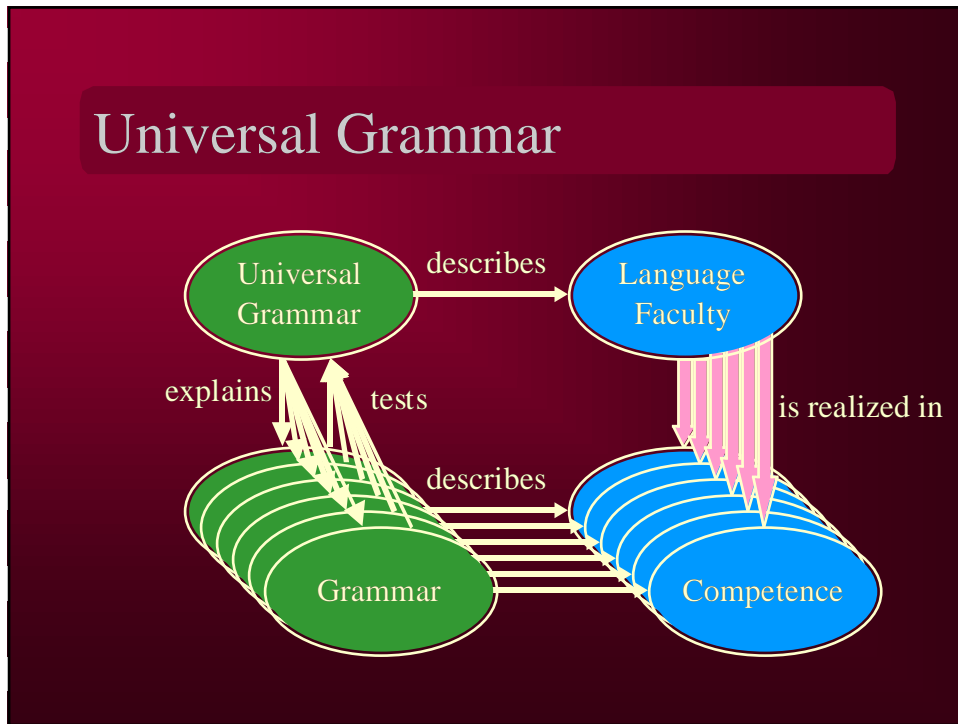 Universal Grammar
Universal
Grammar
describes
Language
Faculty
explains
tests
is realized in
describes
Grammar
Competence